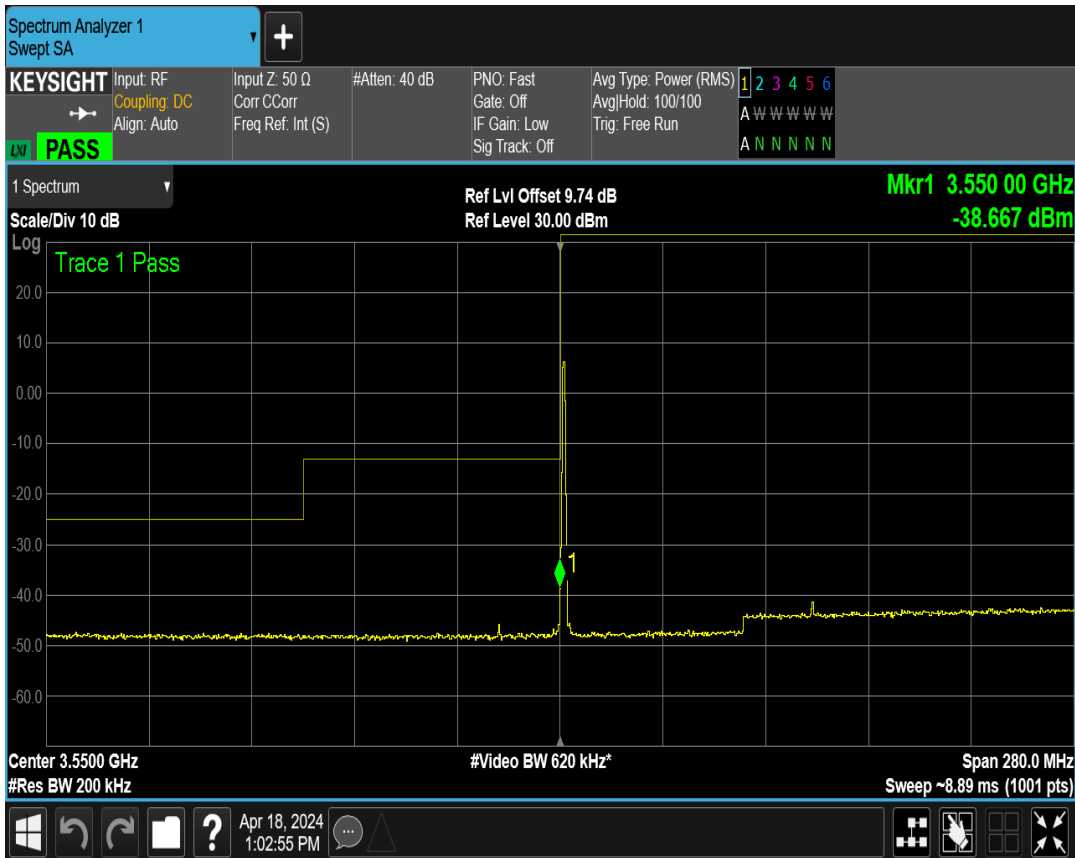 Spectrum Analyzer 1
Swept SA
KEYSIGHT
LXI PASS
Input: RF
Coupling: DC
Align: Auto
Input Z: 50 Ω
Corr CCorr
Freq Ref: Int (S)
#Atten: 40 dB
PNO: Fast
Gate: Off
IF Gain: Low
Sig Track: Off
Avg Type: Power (RMS)
Avg|Hold: 100/100
Trig: Free Run
1 2 3 4 5 6
A W W W W W
A N N N N N
1 Spectrum
Scale/Div 10 dB
Ref Lvl Offset 9.74 dB
Ref Level 30.00 dBm
Mkr1 3.550 00 GHz
-38.667 dBm
Log
Trace 1 Pass
20.0
10.0
0.00
-10.0
-20.0
-30.0
1
-40.0
-50.0
-60.0
Center 3.5500 GHz
#Res BW 200 kHz
#Video BW 620 kHz*
Span 280.0 MHz
Sweep ~8.89 ms (1001 pts)
?
Apr 18, 2024
1:02:55 PM